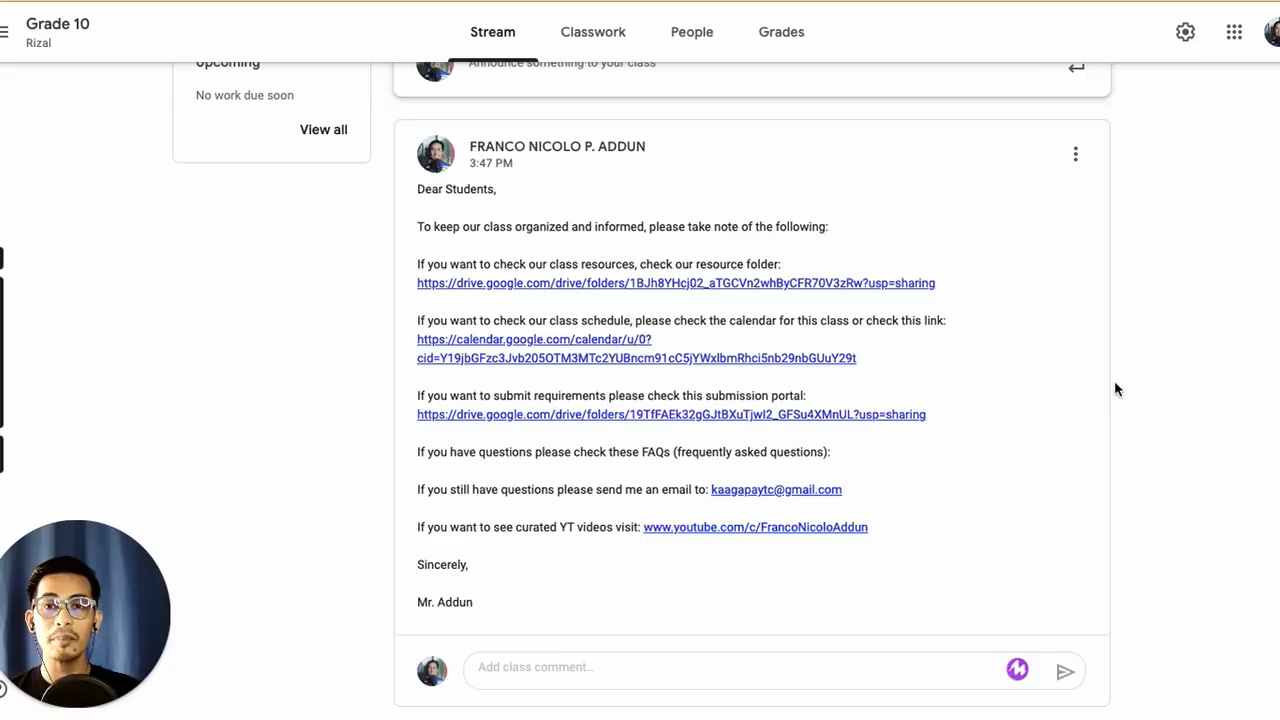 Grade 10
Rizal
Stream
Classwork
People
Grades
Upcoming
No work due soon
View all
Announce something to your class
FRANCO NICOLO P. ADDUN
3:47 PM
Dear Students,
To keep our class organized and informed, please take note of the following:
If you want to check our class resources, check our resource folder:
https://drive.google.com/drive/folders/1BJh8YHcj02_aTGCVn2whByCFR70V3zRw?usp=sharing
If you want to check our class schedule, please check the calendar for this class or check this link:
https://calendar.google.com/calendar/u/0?
cid=Y19jbGFzc3Jvb205OTM3MTc2YUBncm91cC5jYWxlbmRhci5nb29nbGUuY29t
If you want to submit requirements please check this submission portal:
https://drive.google.com/drive/folders/19TfFAEk32gGJtBXuTjwI2_GFSu4XMnUL?usp=sharing
If you have questions please check these FAQs (frequently asked questions):
If you still have questions please send me an email to: kaagapaytc@gmail.com
If you want to see curated YT videos visit: www.youtube.com/c/FrancoNicoloAddun
Sincerely,
Mr. Addun
Add class comment...